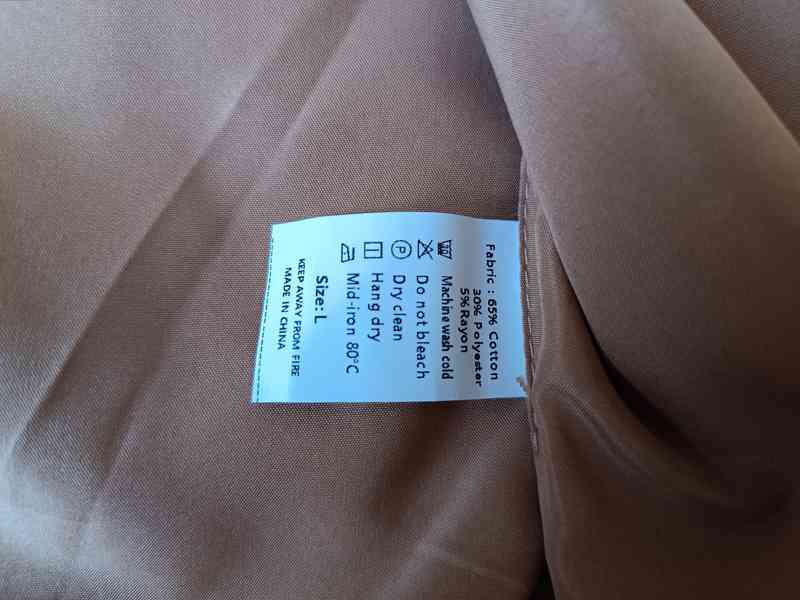 Fabric : 65% Cotton
30% Polyester
5% Rayon
Machine wash cold
Do not bleach
P Dry clean
Hang dry
Mid-iron 80°C
Size:L
KEEP AWAY FROM FIRE
MADE IN CHINA